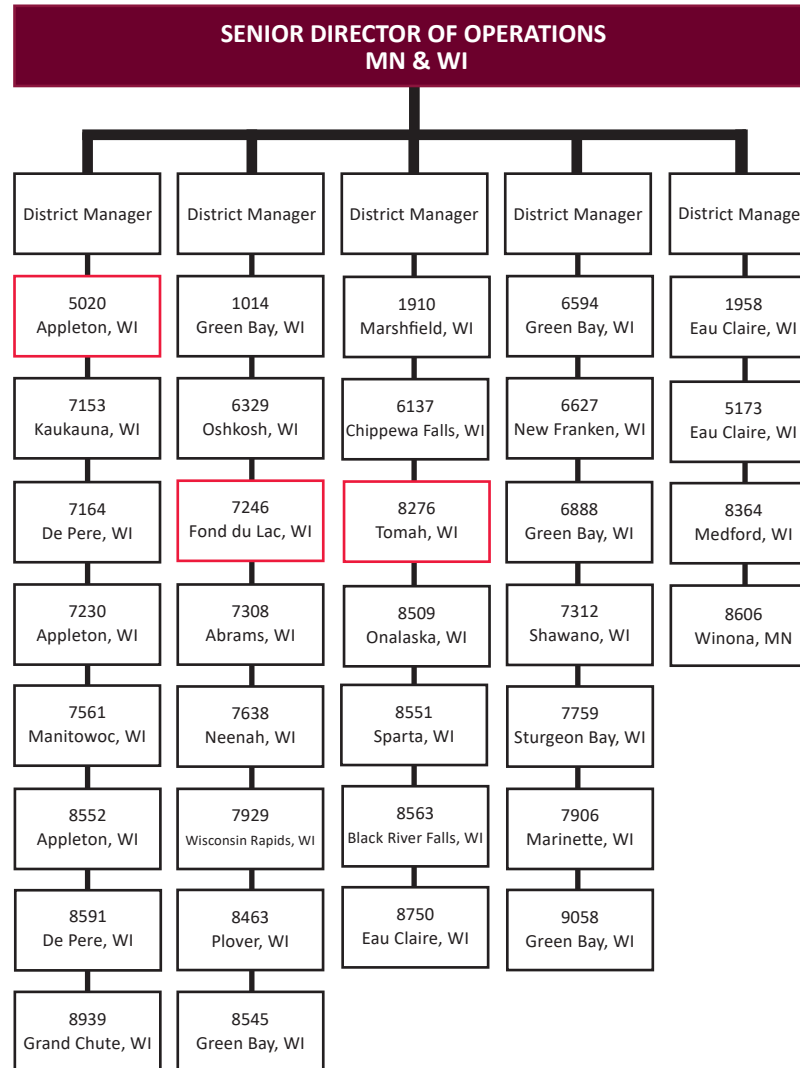 SENIOR DIRECTOR OF OPERATIONS
MN & WI
District Manager
5020
Appleton, WI
7153
Kaukauna, WI
7164
De Pere, WI
7230
Appleton, WI
7561
Manitowoc, WI
8552
Appleton, WI
8591
De Pere, WI
8939
Grand Chute, WI
District Manager
1014
Green Bay, WI
6329
Oshkosh, WI
7246
Fond du Lac, WI
7308
Abrams, WI
7638
Neenah, WI
7929
Wisconsin Rapids, WI
8463
Plover, WI
8545
Green Bay, WI
District Manager
1910
Marshfield, WI
6137
Chippewa Falls, WI
8276
Tomah, WI
8509
Onalaska, WI
8551
Sparta, WI
8563
Black River Falls, WI
8750
Eau Claire, WI
District Manager
6594
Green Bay, WI
6627
New Franken, WI
6888
Green Bay, WI
7312
Shawano, WI
7759
Sturgeon Bay, WI
7906
Marinette, WI
9058
Green Bay, WI
District Manage
1958
Eau Claire, WI
5173
Eau Claire, WI
8364
Medford, WI
8606
Winona, MN